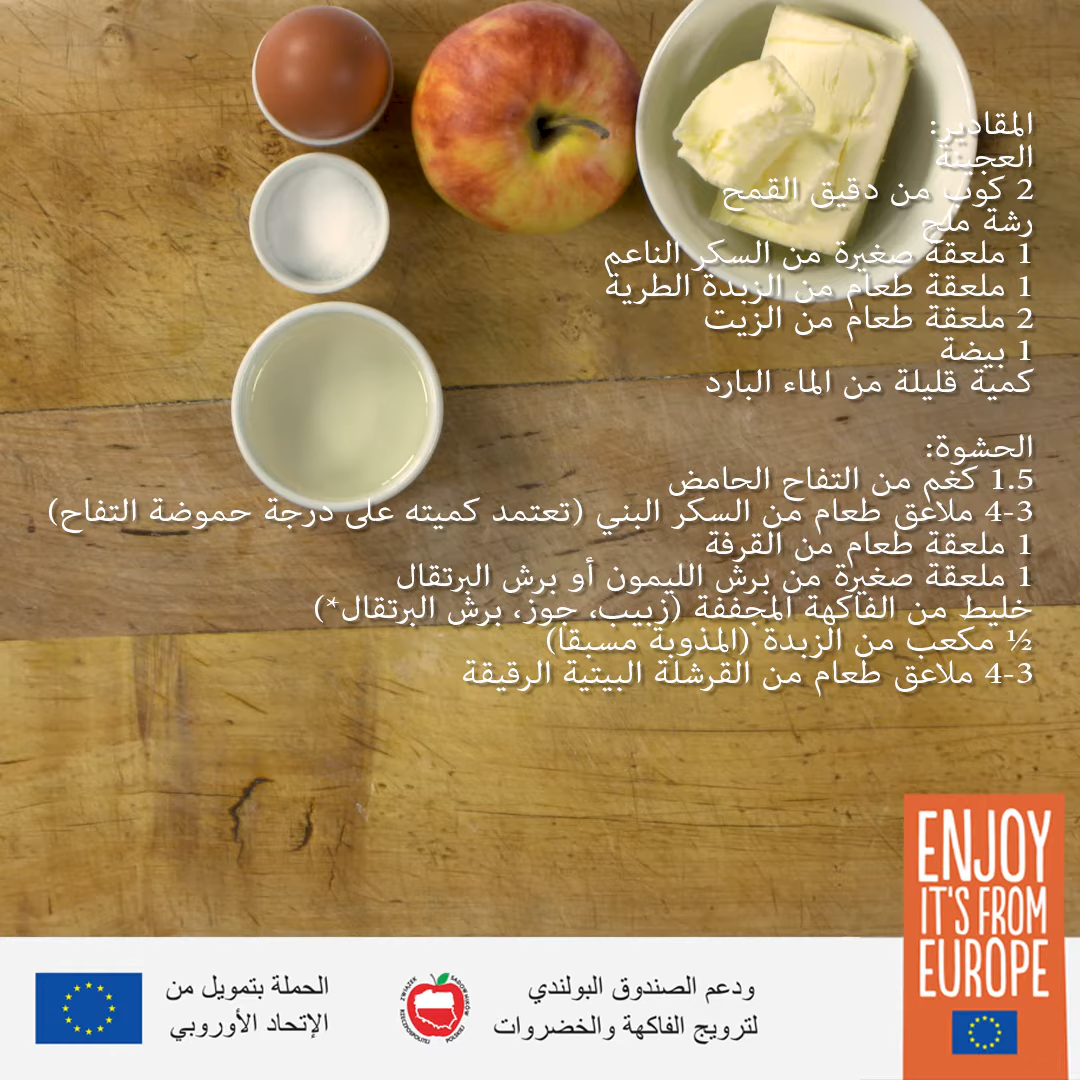 المقادير:
العجينة
2 كوب من دقيق القمح
رشة ملح
1 ملعقة صغيرة من السكر الناعم
1 ملعقة طعام من الزبدة الطرية
2 ملعقة طعام من الزيت
1 بيضة
كمية قليلة من الماء البارد
الحشوة:
1.5 كغم من التفاح الحامض
4-3 ملاعق طعام من السكر البني (تعتمد كميته على درجة حموضة التفاح)
1 ملعقة طعام من القرفة
1 ملعقة صغيرة من برش الليمون أو برش البرتقال
خليط من الفاكهة المجففة (زبيب، جوز، برش البرتقال*)
½ مكعب من الزبدة (المذوبة مسبقا)
4-3 ملاعق طعام من القرشلة البيتية الرقيقة
ENJOY
IT'S FROM
EUROPE
ودعم الصندوق البولندي
لترويج الفاكهة والخضروات
ZWIĄZEK SADOWNIKÓW
RZECZPOSPOLITEJ POLSKIEJ
الحملة بتمويل من
الإتحاد الأوروبي